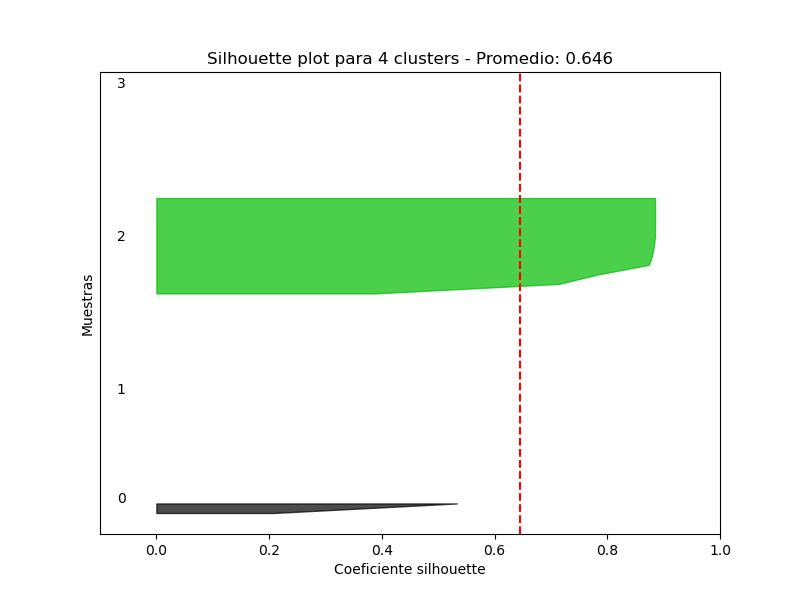 Silhouette plot para 4 clusters - Promedio: 0.646
3
2
1
0
Muestras
0.0 0.2 0.4 0.6 0.8 1.0
Coeficiente silhouette